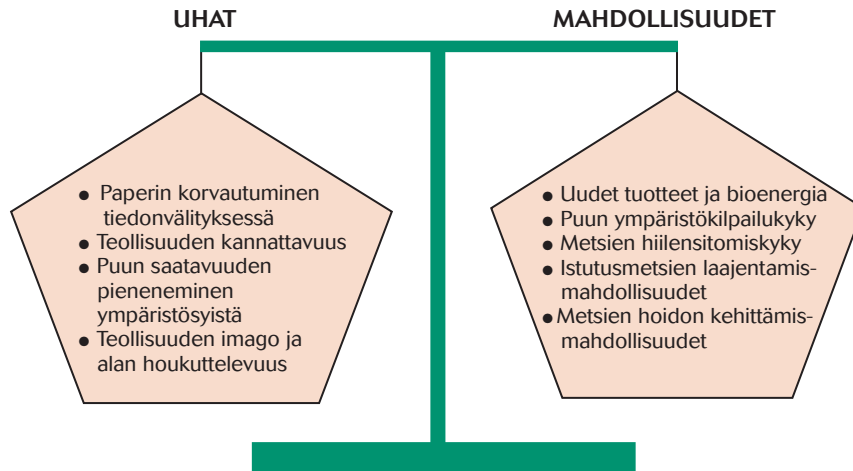 UHAT
● Paperin korvautuminen
tiedonvälityksessä
● Teollisuuden kannattavuus
● Puun saatavuuden
pieneneminen
ympäristösyistä
● Teollisuuden imago ja
alan houkuttelevuus
MAHDOLLISUUDET
● Uudet tuotteet ja bioenergia
● Puun ympäristökilpailukyky
● Metsien hiilensitomiskyky
● Istutusmetsien laajentamis-
mahdollisuudet
● Metsien hoidon kehittämis-
mahdollisuudet